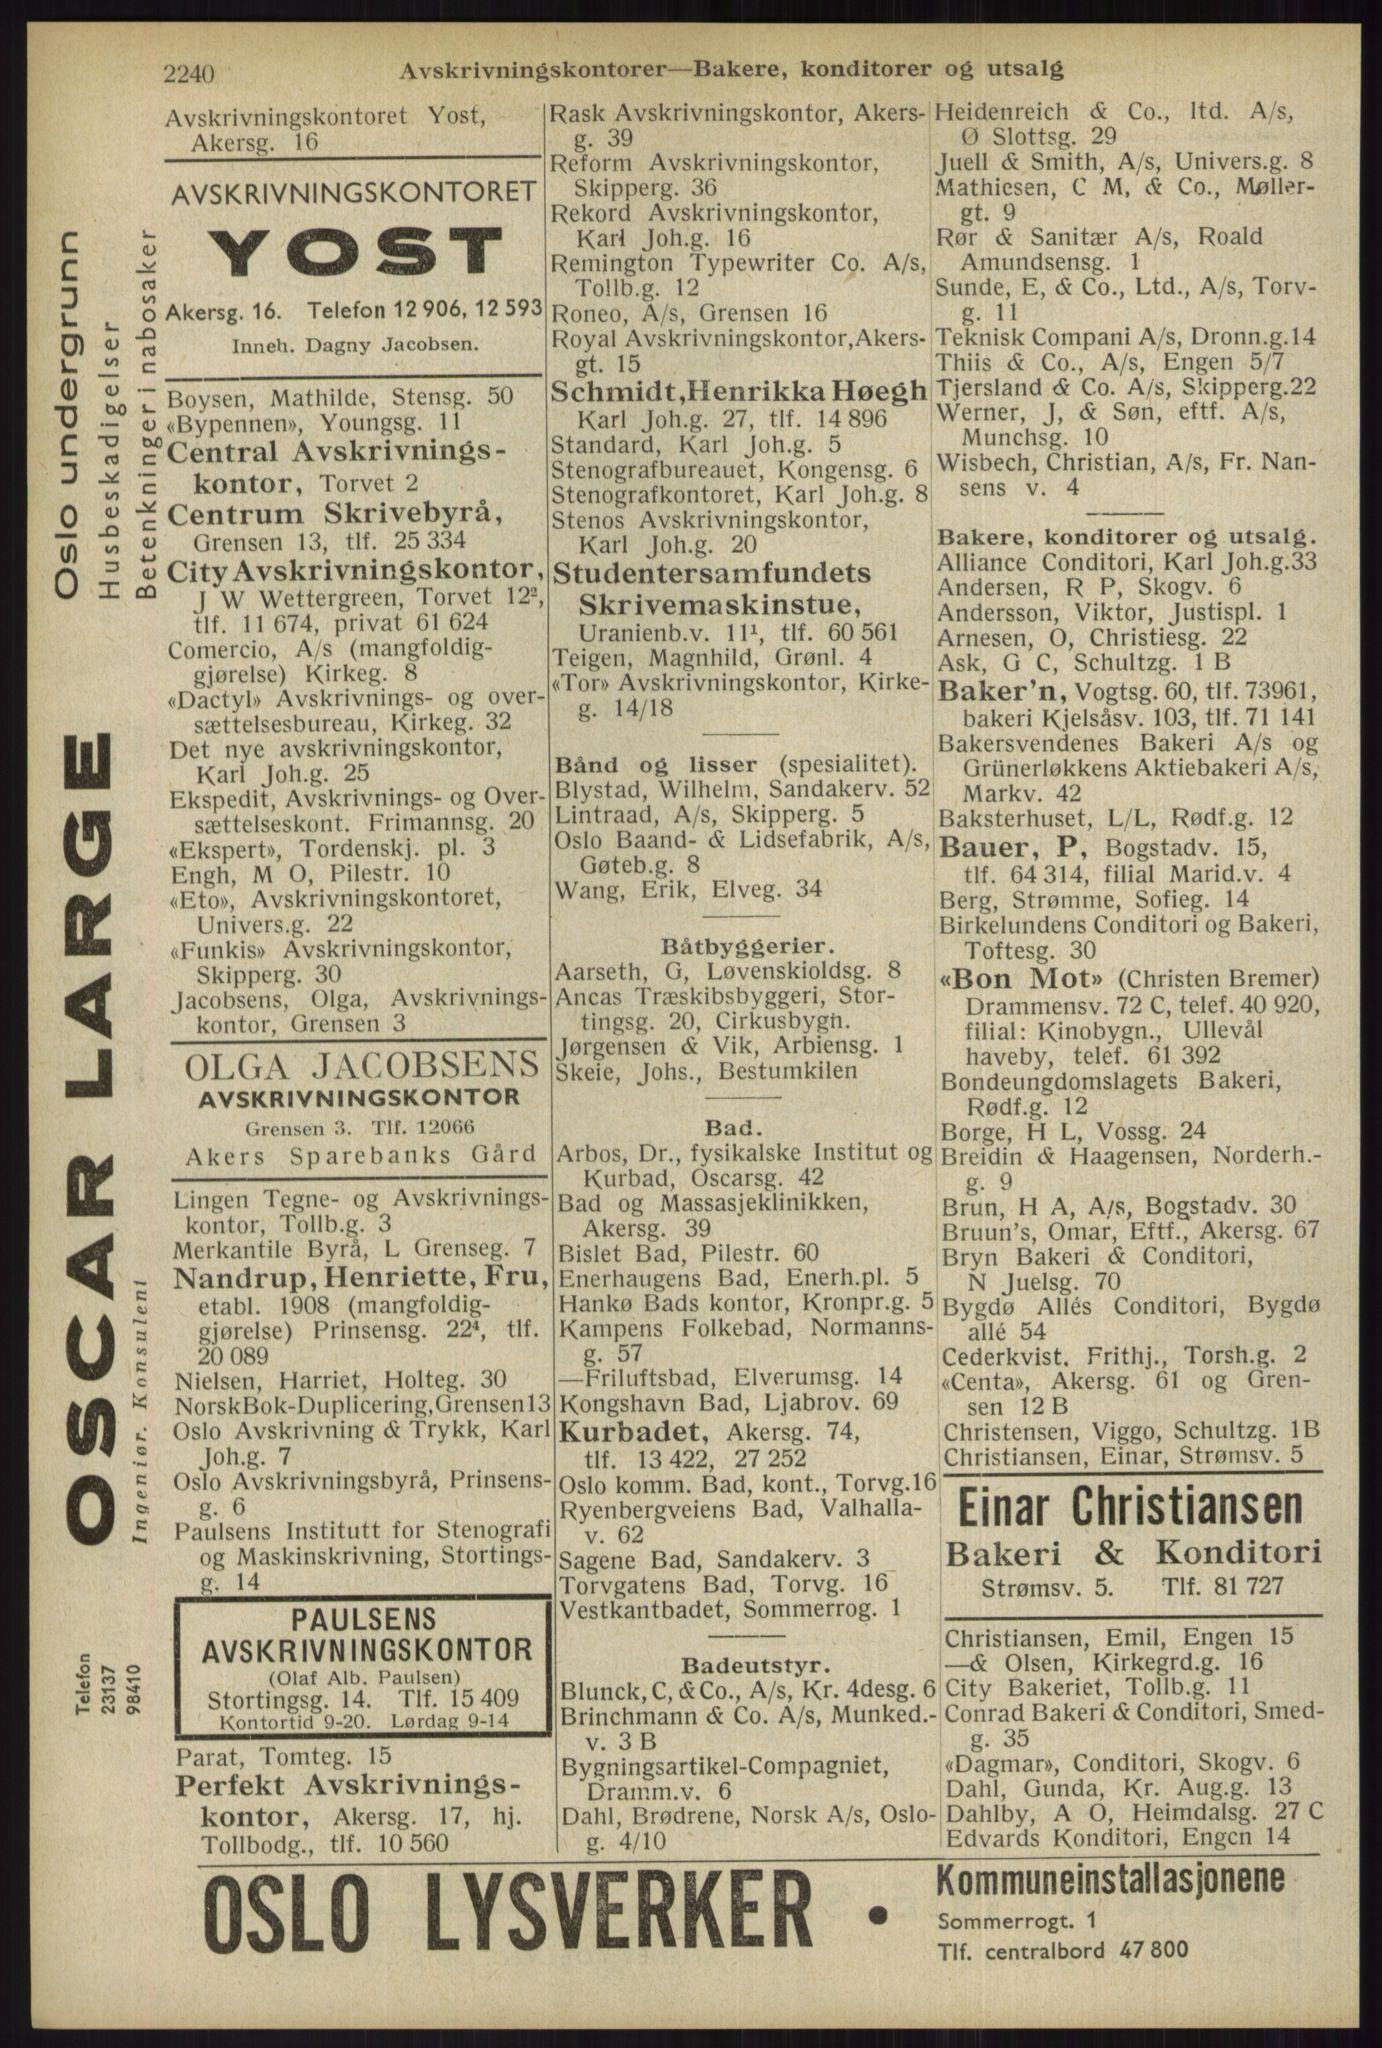 2240
Avskrivningskontorer—Bakere, konditorer og utsalg
Avskrivningskontoret Yost,
Akersg. 16
AVSKRIVNINGSKONTORET
YOST
Akersg. 16. Telefon 12 906, 12 593
Inneh. Dagny Jacobsen.
Boysen, Mathilde, Stensg. 50
«Bypennen», Youngsg. 11
Central Avskrivnings-
kontor, Torvet 2
Centrum Skrivebyrå,
Grensen 13, tlf. 25 334
City Avskrivningskontor,
J W Wettergreen, Torvet 12²,
tlf. 11 674, privat 61 624
Comercio, A/s (mangfoldig-
gjørelse) Kirkeg. 8
«Dactyl» Avskrivnings- og over-
sættelsesbureau, Kirkeg. 32
Det nye avskrivningskontor,
Karl Joh.g. 25
Ekspedit, Avskrivnings- og Over-
sættelseskont. Frimannsg. 20
«Ekspert», Tordenskj. pl. 3
Engh, M O, Pilestr. 10
«Eto», Avskrivningskontoret,
Univers.g. 22
«Funkis» Avskrivningskontor,
Skipperg. 30
Jacobsens, Olga, Avskrivnings-
kontor, Grensen 3
OLGA JACOBSENS
AVSKRIVNINGSKONTOR
Grensen 3. Tlf. 12066
Akers Sparebanks Gård
Lingen Tegne- og Avskrivnings-
kontor, Tollb.g. 3
Merkantile Byrå, L Grenseg. 7
Nandrup, Henriette, Fru,
etabl. 1908 (mangfoldig-
gjørelse) Prinsensg. 22⁴, tlf.
20 089
Nielsen, Harriet, Holteg. 30
NorskBok-Duplicering,Grensen13
Oslo Avskrivning & Trykk, Karl
Joh.g. 7
Oslo Avskrivningsbyrå, Prinsens-
g. 6
Paulsens Institutt for Stenografi
og Maskinskrivning, Stortings-
g. 14
PAULSENS
AVSKRIVNINGSKONTOR
(Olaf Alb. Paulsen)
Stortingsg. 14. Tlf. 15 409
Kontortid 9-20. Lørdag 9-14
Parat, Tomteg. 15
Perfekt Avskrivnings-
kontor, Akersg. 17, hj.
Tollbodg., tlf. 10 560
Rask Avskrivningskontor, Akers-
g. 39
Reform Avskrivningskontor,
Skipperg. 36
Rekord Avskrivningskontor,
Karl Joh.g. 16
Remington Typewriter Co. A/s,
Tollb.g. 12
Roneo, A/s, Grensen 16
Royal Avskrivningskontor,Akers-
gt. 15
Schmidt,Henrikka Høegh
Karl Joh.g. 27, tlf. 14 896
Standard, Karl Joh.g. 5
Stenografbureauet, Kongensg. 6
Stenografkontoret, Karl Joh.g. 8
Stenos Avskrivningskontor,
Karl Joh.g. 20
Studentersamfundets
Skrivemaskinstue,
Uranienb.v. 11¹, tlf. 60 561
Teigen, Magnhild, Grønl. 4
«Tor» Avskrivningskontor, Kirke-
g. 14/18
Bånd og lisser (spesialitet).
Blystad, Wilhelm, Sandakerv. 52
Lintraad, A/s, Skipperg. 5
Oslo Baand- & Lidsefabrik, A/s,
Gøteb.g. 8
Wang, Erik, Elveg. 34
Båtbyggerier.
Aarseth, G, Løvenskioldsg. 8
Ancas Træskibsbyggeri, Stor-
tingsg. 20, Cirkusbygn.
Jørgensen & Vik, Arbiensg. 1
Skeie, Johs., Bestumkilen
Bad.
Arbos, Dr., fysikalske Institut og
Kurbad, Oscarsg. 42
Bad og Massasjeklinikken,
Akersg. 39
Bislet Bad, Pilestr. 60
Enerhaugens Bad, Enerh.pl. 5
Hankø Bads kontor, Kronpr.g. 5
Kampens Folkebad, Normanns-
g. 57
—Friluftsbad, Elverumsg. 14
Kongshavn Bad, Ljabrov. 69
Kurbadet, Akersg. 74,
tlf. 13 422, 27 252
Oslo komm. Bad, kont., Torvg.16
Ryenbergveiens Bad, Valhalla-
v. 62
Sagene Bad, Sandakerv. 3
Torvgatens Bad, Torvg. 16
Vestkantbadet, Sommerrog. 1
Badeutstyr.
Blunck, C, & Co., A/s, Kr. 4desg. 6
Brinchmann & Co. A/s, Munked.-
v. 3 B
Bygningsartikel-Compagniet,
Dramm.v. 6
Dahl, Brødrene, Norsk A/s, Oslo-
g. 4/10
Heidenreich & Co., ltd. A/s,
Ø Slottsg. 29
Juell & Smith, A/s, Univers.g. 8
Mathiesen, C M, & Co., Møller-
gt. 9
Rør & Sanitær A/s, Roald
Amundsensg. 1
Sunde, E, & Co., Ltd., A/s, Torv-
g. 11
Teknisk Compani A/s, Dronn.g.14
Thiis & Co., A/s, Engen 5/7
Tjersland & Co. A/s, Skipperg.22
Werner, J, & Søn, eftf. A/s,
Munchsg. 10
Wisbech, Christian, A/s, Fr. Nan-
sens v. 4
Bakere, konditorer og utsalg.
Alliance Conditori, Karl Joh.g.33
Andersen, R P, Skogv. 6
Andersson, Viktor, Justispl. 1
Arnesen, O, Christiesg. 22
Ask, G C, Schultzg. 1 B
Baker'n, Vogtsg. 60, tlf. 73961,
bakeri Kjelsåsv. 103, tlf. 71 141
Bakersvendenes Bakeri A/s og
Grünerløkkens Aktiebakeri A/s,
Markv. 42
Baksterhuset, L/L, Rødf.g. 12
Bauer, P, Bogstadv. 15,
tlf. 64 314, filial Marid.v. 4
Berg, Strømme, Sofieg. 14
Birkelundens Conditori og Bakeri,
Toftesg. 30
«Bon Mot» (Christen Bremer)
Drammensv. 72 C, telef. 40 920,
filial: Kinobygn., Ullevål
haveby, telef. 61 392
Bondeungdomslagets Bakeri,
Rødf.g. 12
Borge, H L, Vossg. 24
Breidin & Haagensen, Norderh.-
g. 9
Brun, H A, A/s, Bogstadv. 30
Bruun's, Omar, Eftf., Akersg. 67
Bryn Bakeri & Conditori,
N Juelsg. 70
Bygdø Allés Conditori, Bygdø
allé 54
Cederkvist, Frithj., Torsh.g. 2
«Centa», Akersg. 61 og Gren-
sen 12 B
Christensen, Viggo, Schultzg. 1B
Christiansen, Einar, Strømsv. 5
Einar Christiansen
Bakeri & Konditori
Strømsv. 5. Tlf. 81 727
Christiansen, Emil, Engen 15
—& Olsen, Kirkegrd.g. 16
City Bakeriet, Tollb.g. 11
Conrad Bakeri & Conditori, Smed-
g. 35
«Dagmar», Conditori, Skogv. 6
Dahl, Gunda, Kr. Aug.g. 13
Dahlby, A O, Heimdalsg. 27 C
Edvards Konditori, Engen 14
OSLO LYSVERKER •
Kommuneinstallasjonene
Sommerrogt. 1
Tlf. centralbord 47 800
Oslo undergrunn
Husbeskadigelser
Betenkninger i nabosaker
OSCAR LARGE
Ingeniør. Konsulent
Telefon
23137
98410